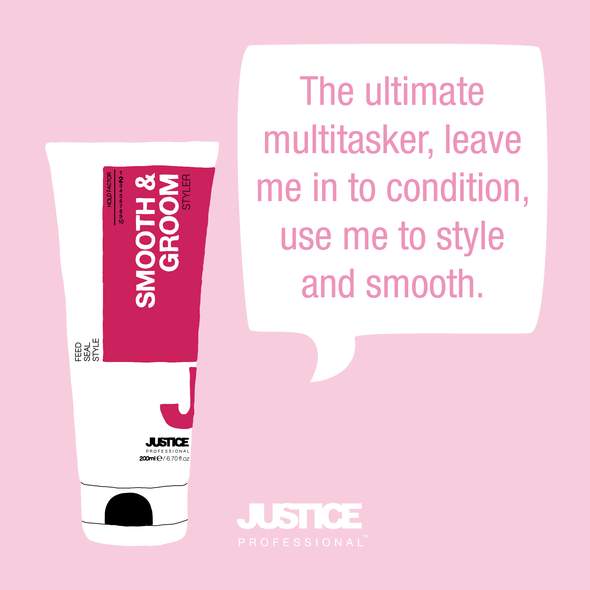 The ultimate
multitasker, leave
me in to condition,
use me to style
and smooth.
HOLD FACTOR
SMOOTH &
GROOM
STYLER
FEED
SEAL
STYLE
JUSTICE
PROFESSIONAL
200ml ℮ / 6.70 fl oz
JUSTICE
PROFESSIONAL™